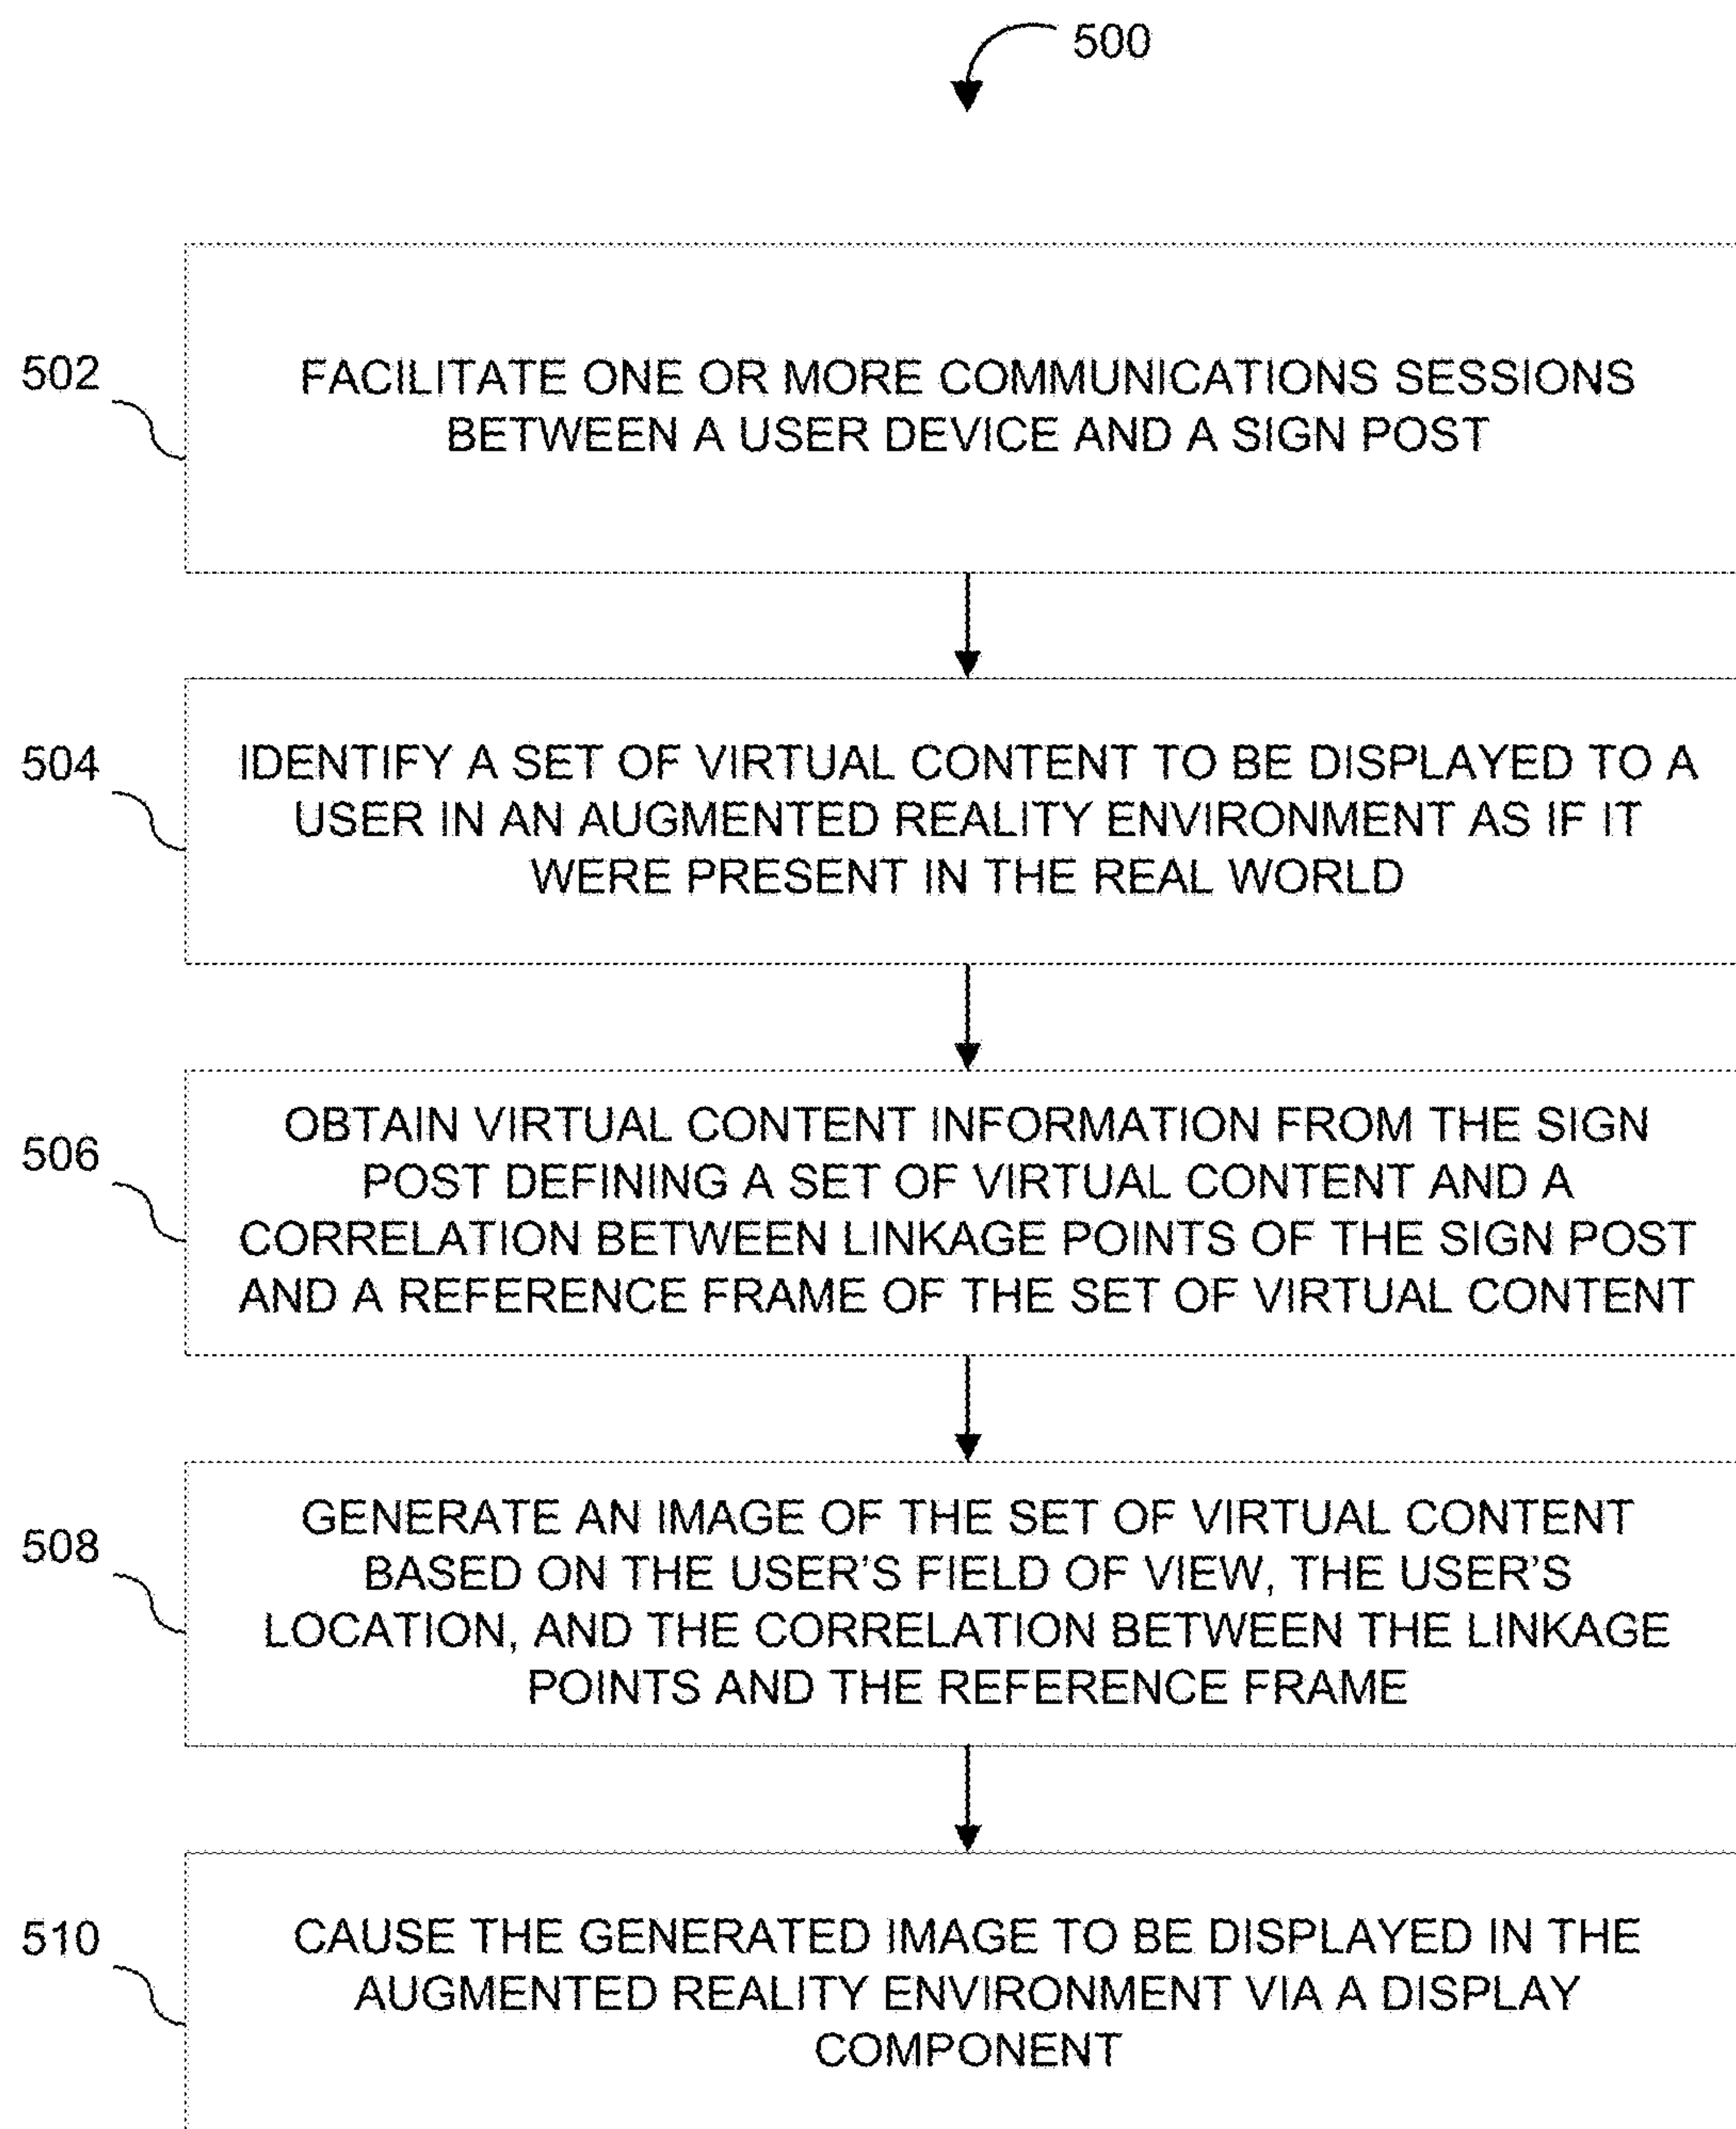 500
502
FACILITATE ONE OR MORE COMMUNICATIONS SESSIONS
BETWEEN A USER DEVICE AND A SIGN POST
504
IDENTIFY A SET OF VIRTUAL CONTENT TO BE DISPLAYED TO A
USER IN AN AUGMENTED REALITY ENVIRONMENT AS IF IT
WERE PRESENT IN THE REAL WORLD
506
OBTAIN VIRTUAL CONTENT INFORMATION FROM THE SIGN
POST DEFINING A SET OF VIRTUAL CONTENT AND A
CORRELATION BETWEEN LINKAGE POINTS OF THE SIGN POST
AND A REFERENCE FRAME OF THE SET OF VIRTUAL CONTENT
508
GENERATE AN IMAGE OF THE SET OF VIRTUAL CONTENT
BASED ON THE USER'S FIELD OF VIEW, THE USER'S
LOCATION, AND THE CORRELATION BETWEEN THE LINKAGE
POINTS AND THE REFERENCE FRAME
510
CAUSE THE GENERATED IMAGE TO BE DISPLAYED IN THE
AUGMENTED REALITY ENVIRONMENT VIA A DISPLAY
COMPONENT